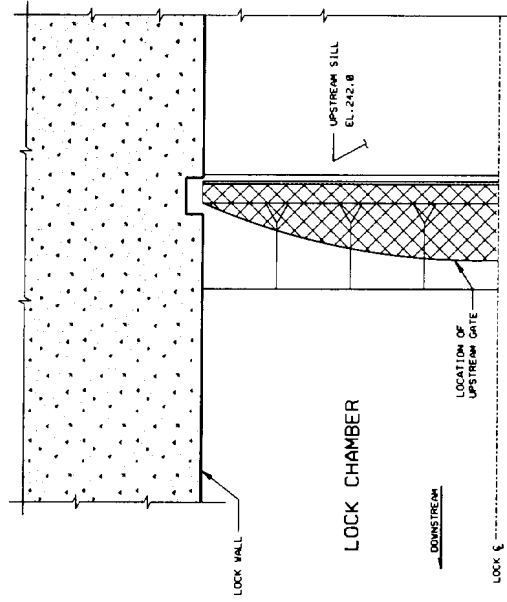 UPSTREAM SILL
EL.242.0
LOCATION OF
UPSTREAM GATE
LOCK CHAMBER
DOWNSTREAM
LOCK WALL
LOCK ℄